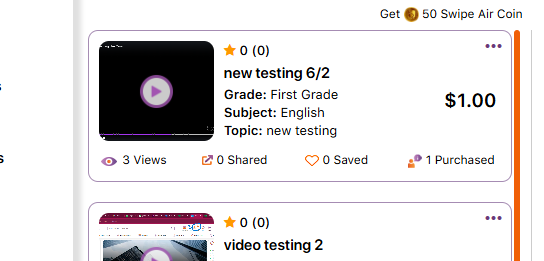 Get 50 Swipe Air Coin
0 (0)
new testing 6/2
Grade: First Grade
$1.00
Subject: English
Topic: new testing
3 Views
0 Shared
0 Saved
1 Purchased
0 (0)
video testing 2